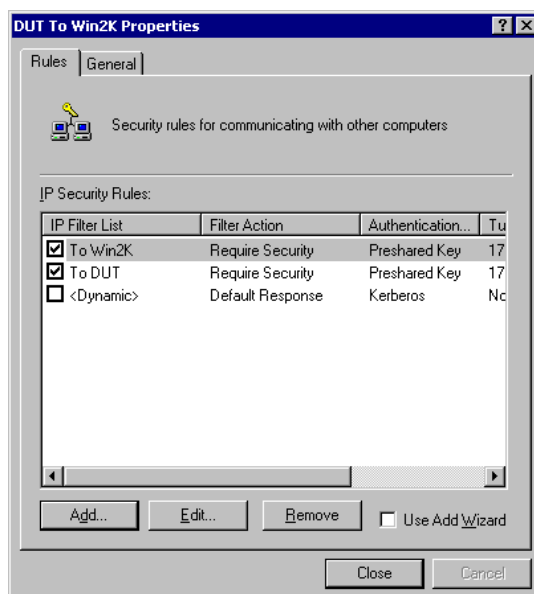 DUT To Win2K Properties
Rules General
Security rules for communicating with other computers
IP Security Rules:
IP Filter List Filter Action Authentication... Tu
To Win2K Require Security Preshared Key 17
To DUT Require Security Preshared Key 17
<Dynamic> Default Response Kerberos No
Add... Edit... Remove Use Add Wizard
Close Cancel